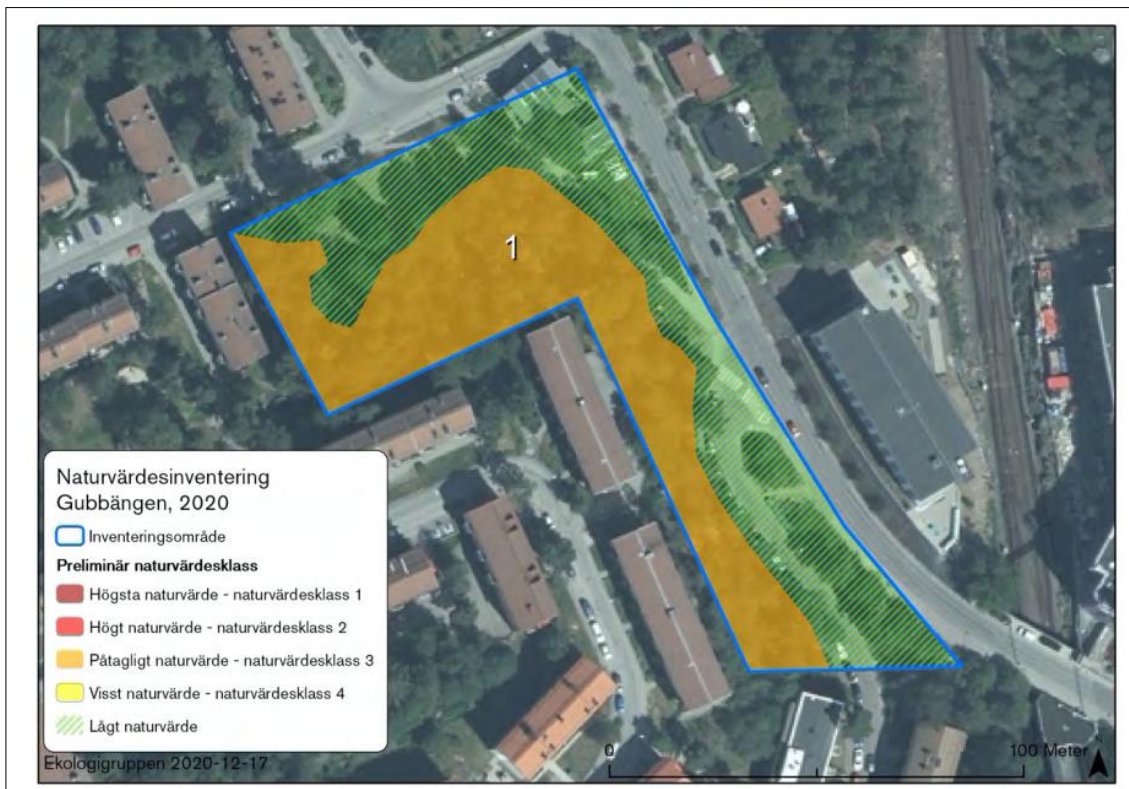 1
Naturvärdesinventering
Gubbängen, 2020
Inventeringsområde
Preliminär naturvärdesklass
Högsta naturvärde - naturvärdesklass 1
Högt naturvärde - naturvärdesklass 2
Påtagligt naturvärde - naturvärdesklass 3
Visst naturvärde - naturvärdesklass 4
Lågt naturvärde
Ekologigruppen 2020-12-17
0 100 Meter